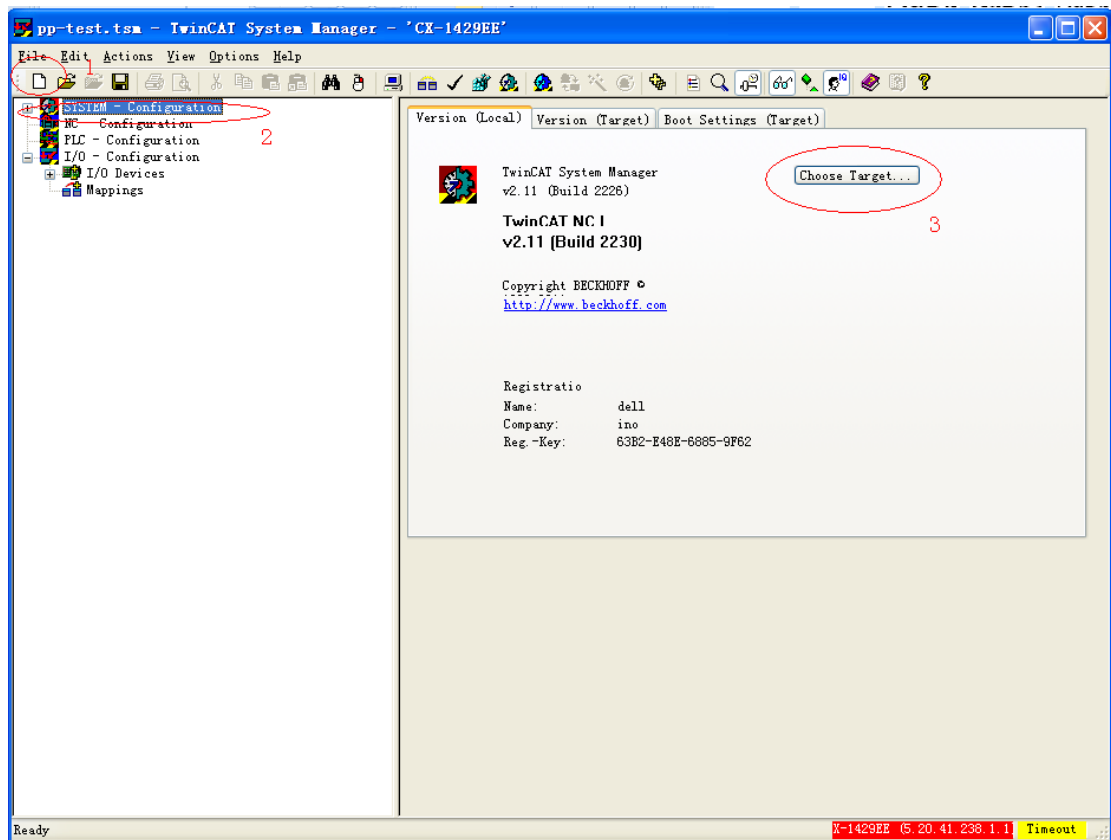 pp-test.tsm - TwinCAT System Manager - 'CX-1429EE'
File Edit Actions View Options Help
1
SYSTEM - Configuration
NC - Configuration
2
PLC - Configuration
I/O - Configuration
I/O Devices
Mappings
Version (Local) Version (Target) Boot Settings (Target)
TwinCAT System Manager
v2.11 (Build 2226)
Choose Target...
3
TwinCAT NC I
v2.11 (Build 2230)
Copyright BECKHOFF ©
http://www.beckhoff.com
Registratio
Name: dell
Company: ino
Reg.-Key: 63B2-E48E-6885-9F62
Ready
X-1429EE (5.20.41.238.1.1) Timeout